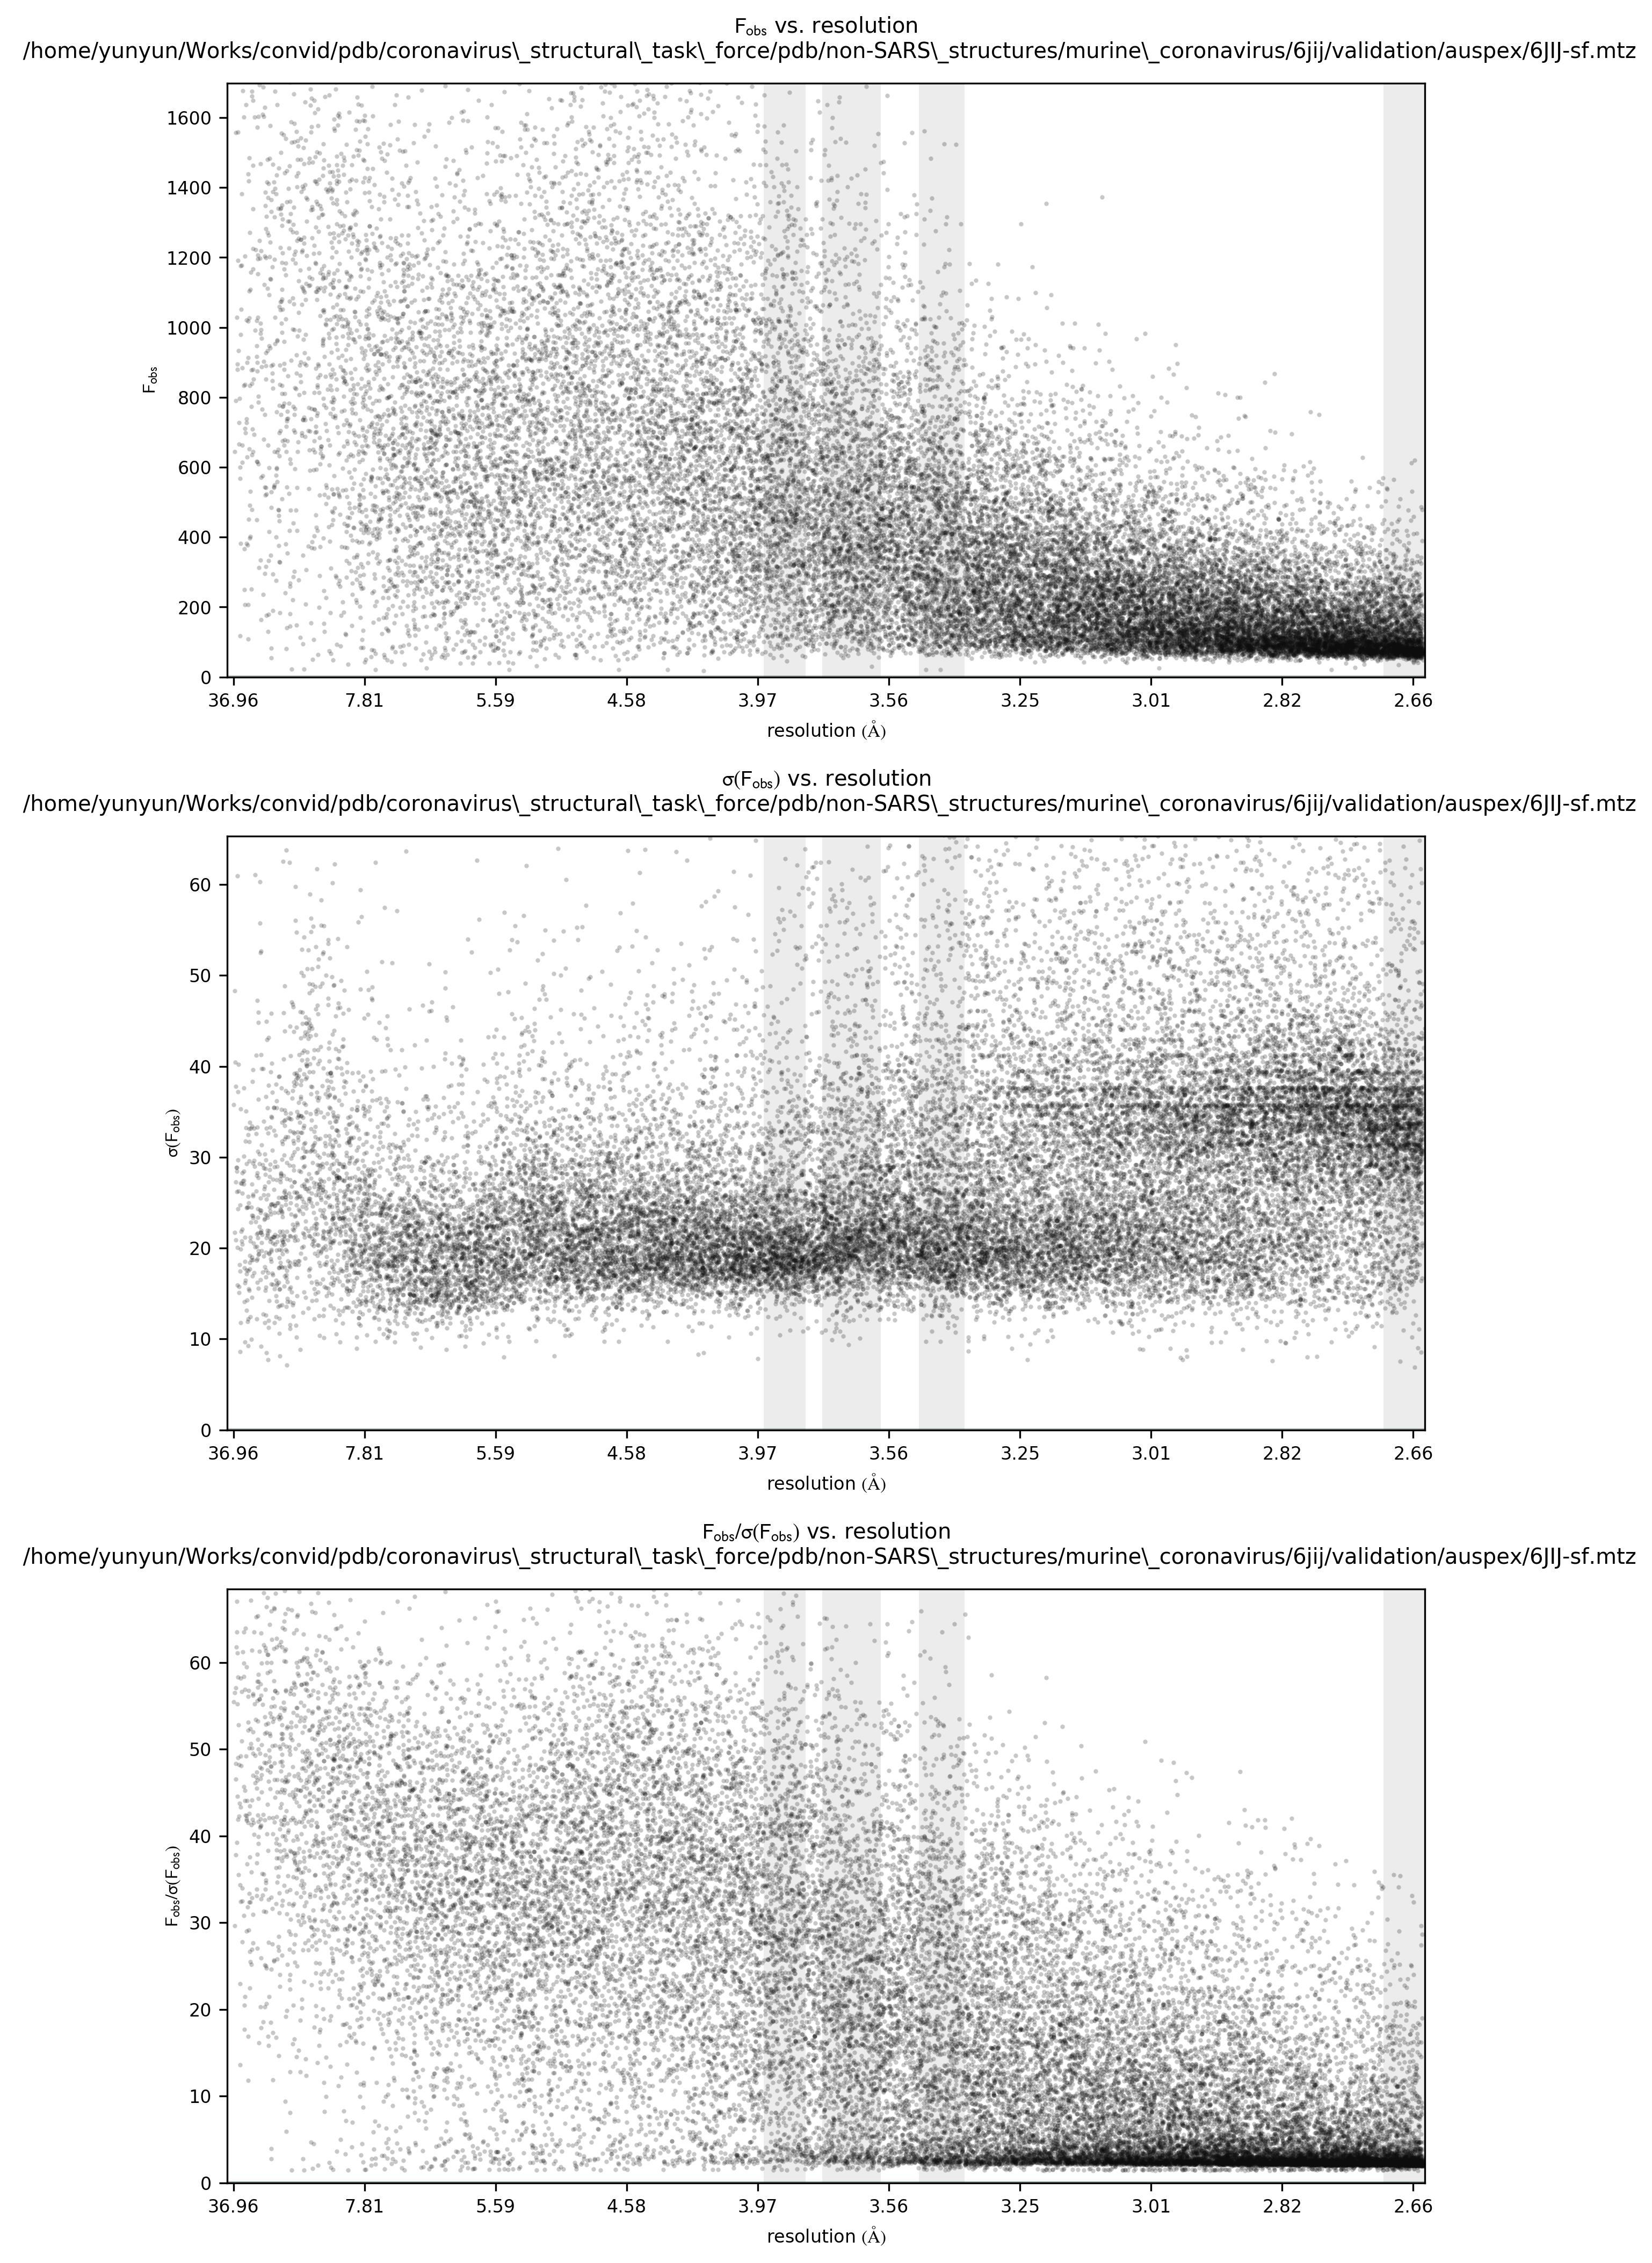 Fobs vs. resolution
/home/yunyun/Works/convid/pdb/coronavirus\_structural\_task\_force/pdb/non-SARS\_structures/murine\_coronavirus/6jij/validation/auspex/6JIJ-sf.mtz
1600
1400
1200
1000
800
600
400
200
0
Fobs
36.96 7.81 5.59 4.58 3.97 3.56 3.25 3.01 2.82 2.66
resolution (Å)
σ(Fobs) vs. resolution
/home/yunyun/Works/convid/pdb/coronavirus\_structural\_task\_force/pdb/non-SARS\_structures/murine\_coronavirus/6jij/validation/auspex/6JIJ-sf.mtz
60
50
40
30
20
10
0
σ(Fobs)
36.96 7.81 5.59 4.58 3.97 3.56 3.25 3.01 2.82 2.66
resolution (Å)
Fobs/σ(Fobs) vs. resolution
/home/yunyun/Works/convid/pdb/coronavirus\_structural\_task\_force/pdb/non-SARS\_structures/murine\_coronavirus/6jij/validation/auspex/6JIJ-sf.mtz
60
50
40
30
20
10
0
Fobs/σ(Fobs)
36.96 7.81 5.59 4.58 3.97 3.56 3.25 3.01 2.82 2.66
resolution (Å)